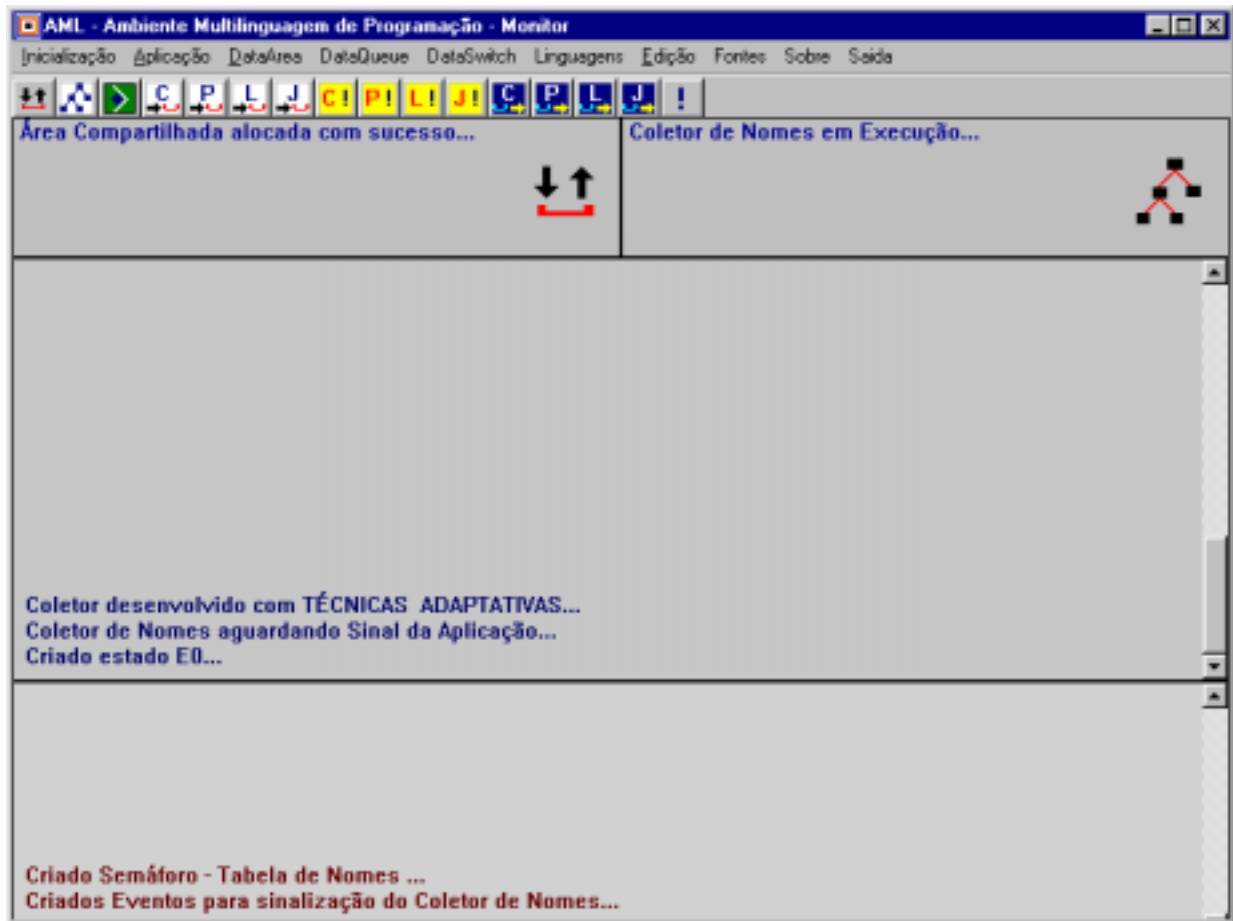 AML - Ambiente Multilinguagem de Programação - Monitor
Inicialização Aplicação DataArea DataQueue DataSwitch Linguagens Edição Fontes Sobre Saida
C P L J C! P! L! J! C P L J !
Área Compartilhada alocada com sucesso...
Coletor de Nomes em Execução...
Coletor desenvolvido com TÉCNICAS ADAPTATIVAS...
Coletor de Nomes aguardando Sinal da Aplicação...
Criado estado E0...
Criado Semáforo - Tabela de Nomes ...
Criados Eventos para sinalização do Coletor de Nomes...